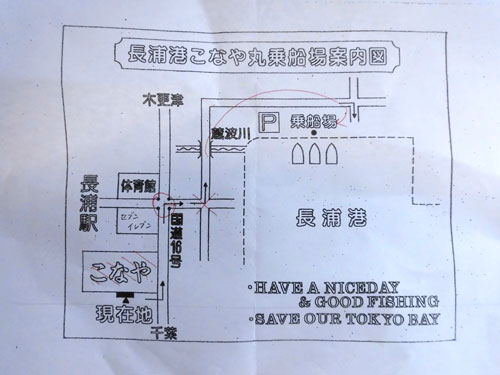 長浦港こなや丸乗船場案内図
木更津
P 乗船場
蔵波川
体育館
長浦駅
セブン
イレブン
国道16号
長浦港
こなや
現在地
千葉
・HAVE A NICEDAY
& GOOD FISHING
・SAVE OUR TOKYO BAY